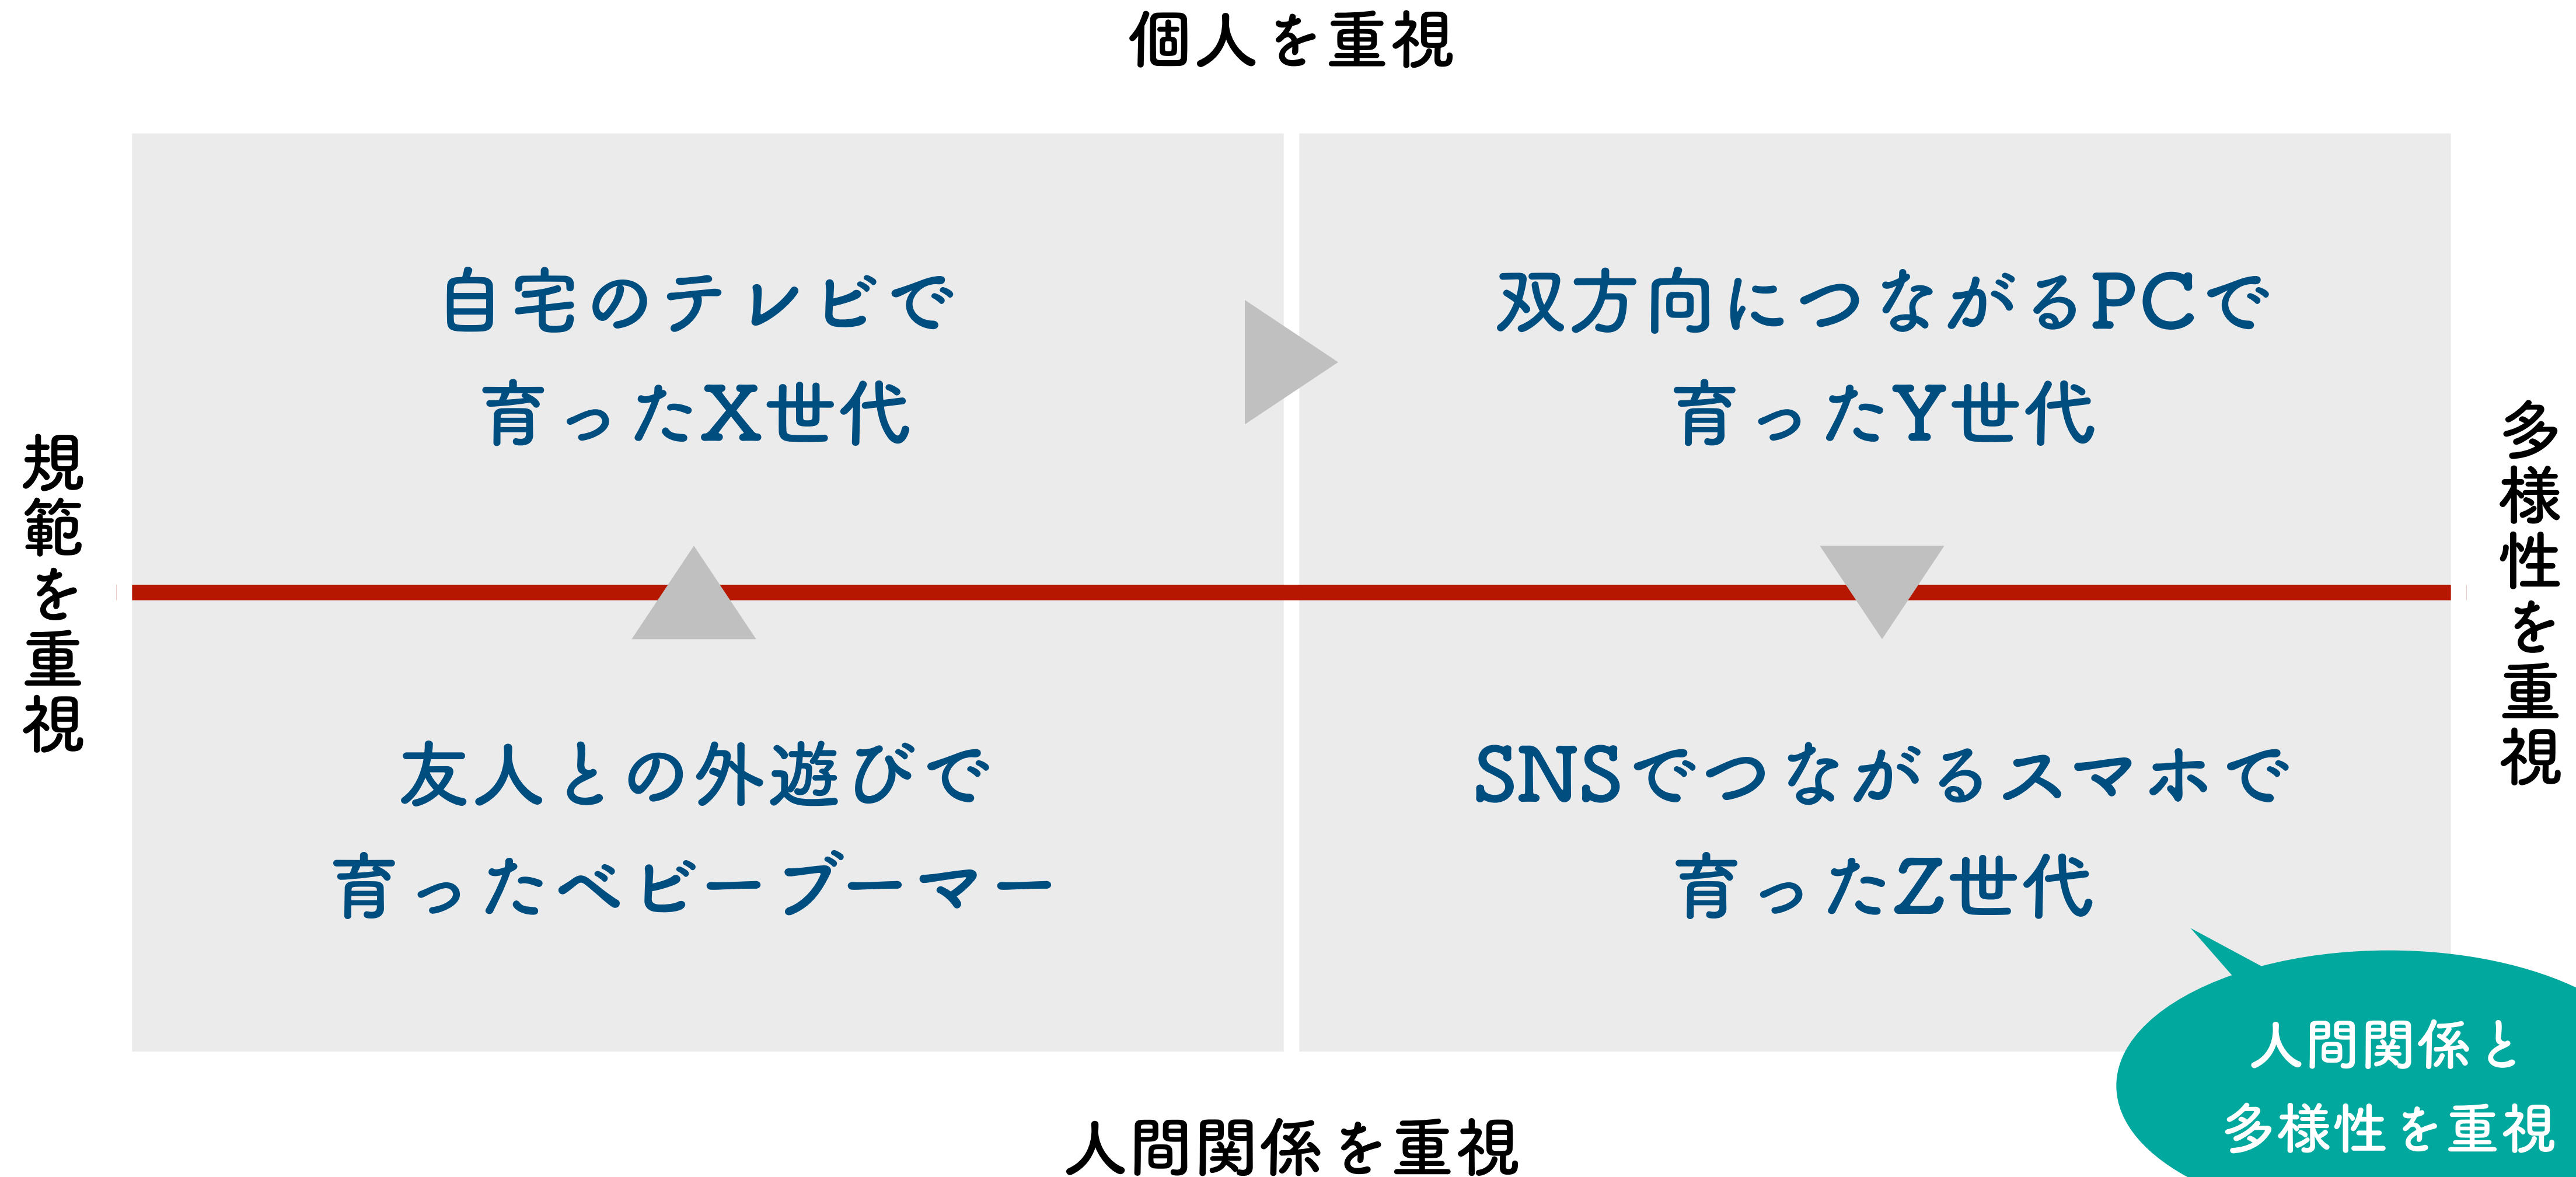 個人を重視
自宅のテレビで
育ったX世代
双方向につながるPCで
育ったY世代
規範を重視
多様性を重視
友人との外遊びで
育ったベビーブーマー
SNSでつながるスマホで
育ったZ世代
人間関係と
多様性を重視
人間関係を重視